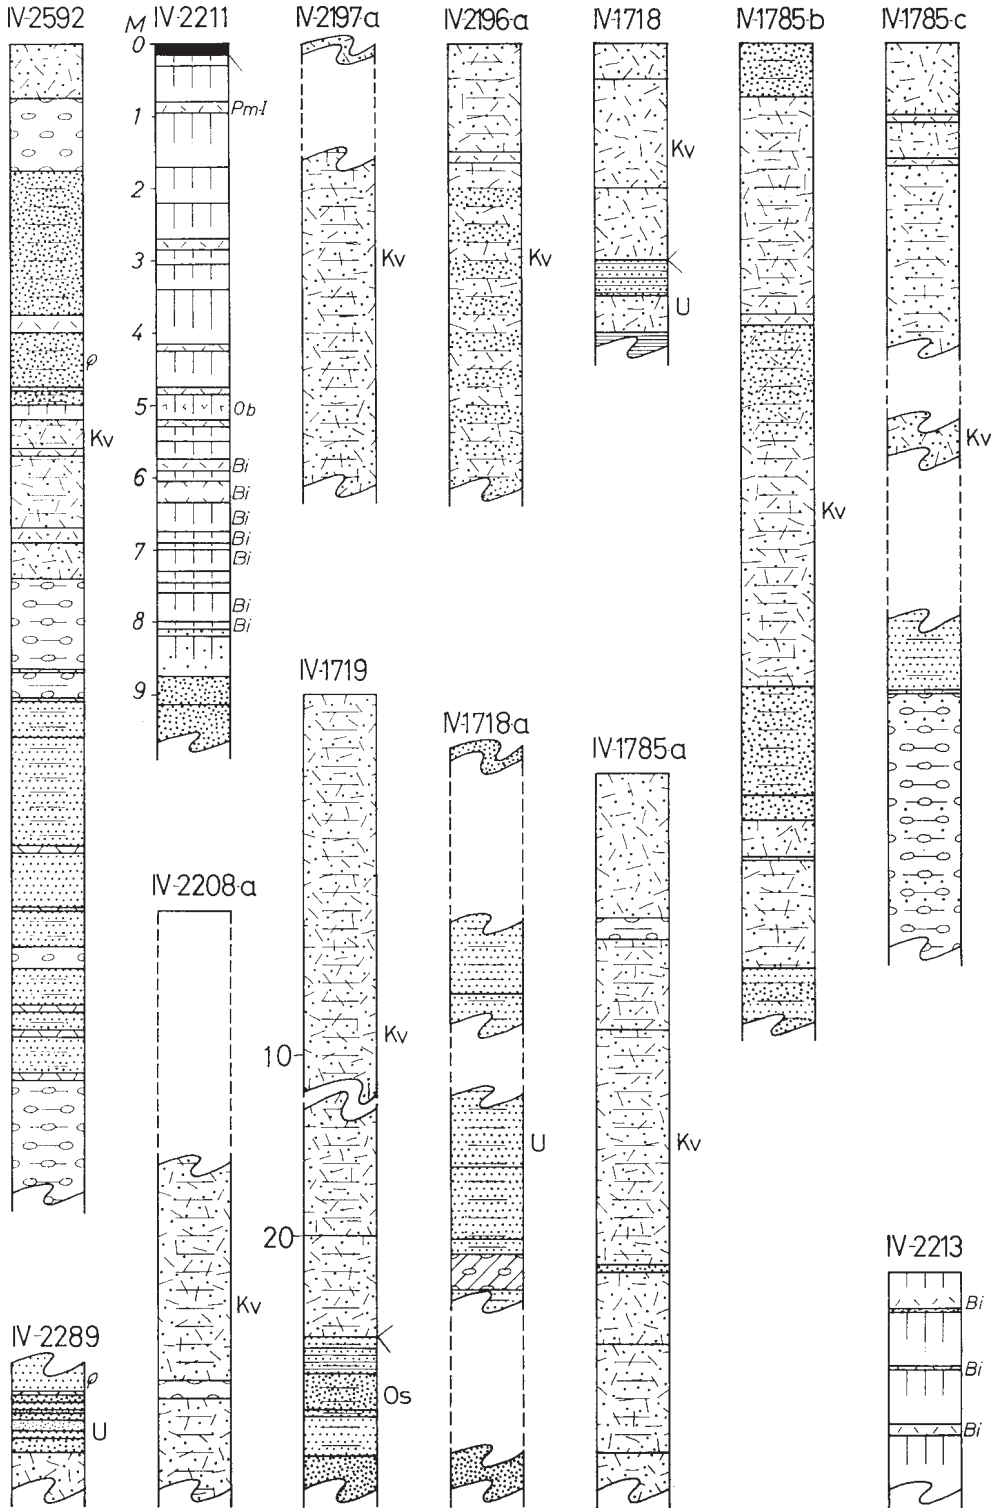 IV-2592
M
IV-2211
IV-2197·a
IV-2196·a
IV-1718
IV-1785·b
IV-1785·c
0
1
2
3
4
5
6
7
8
9
Pm-I
Ob
Bi
Bi
Bi
Bi
Bi
Bi
Bi
φ
Kv
Kv
Kv
Kv
U
Kv
Kv
IV-1719
IV-1718·a
IV-1785·a
IV-2208·a
10
20
Kv
U
Kv
Kv
Os
IV-2289
φ
U
IV-2213
Bi
Bi
Bi